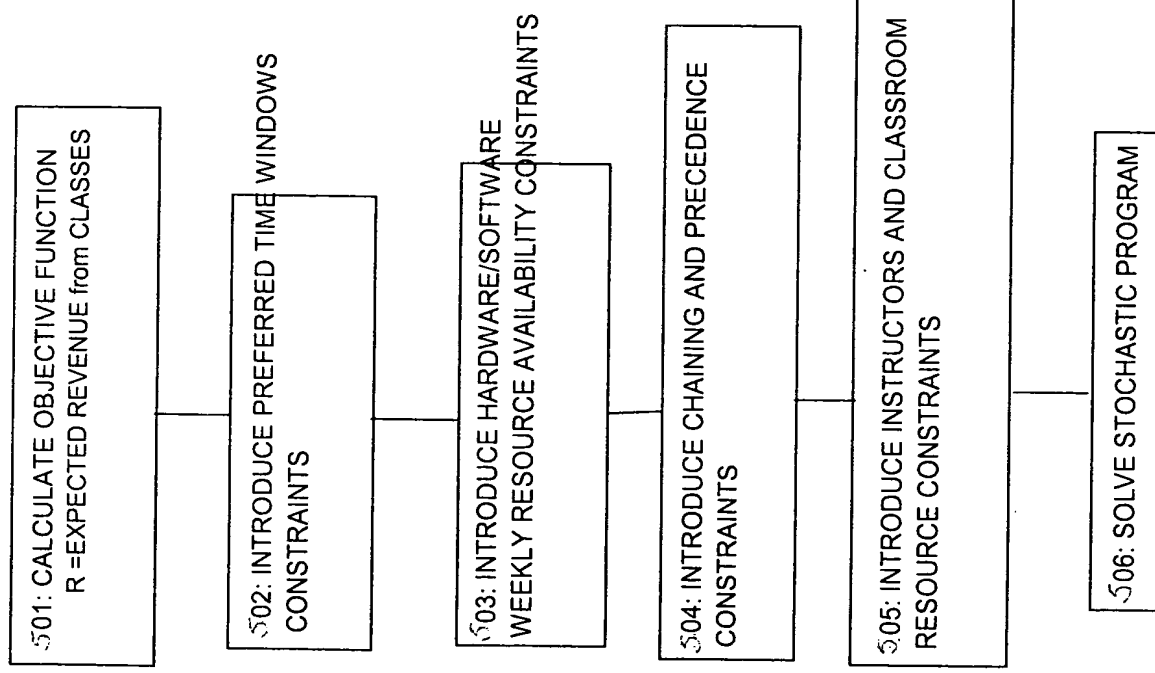 501: CALCULATE OBJECTIVE FUNCTION
R =EXPECTED REVENUE from CLASSES
502: INTRODUCE PREFERRED TIME WINDOWS
CONSTRAINTS
503: INTRODUCE HARDWARE/SOFTWARE
WEEKLY RESOURCE AVAILABILITY CONSTRAINTS
504: INTRODUCE CHAINING AND PRECEDENCE
CONSTRAINTS
505: INTRODUCE INSTRUCTORS AND CLASSROOM
RESOURCE CONSTRAINTS
506: SOLVE STOCHASTIC PROGRAM